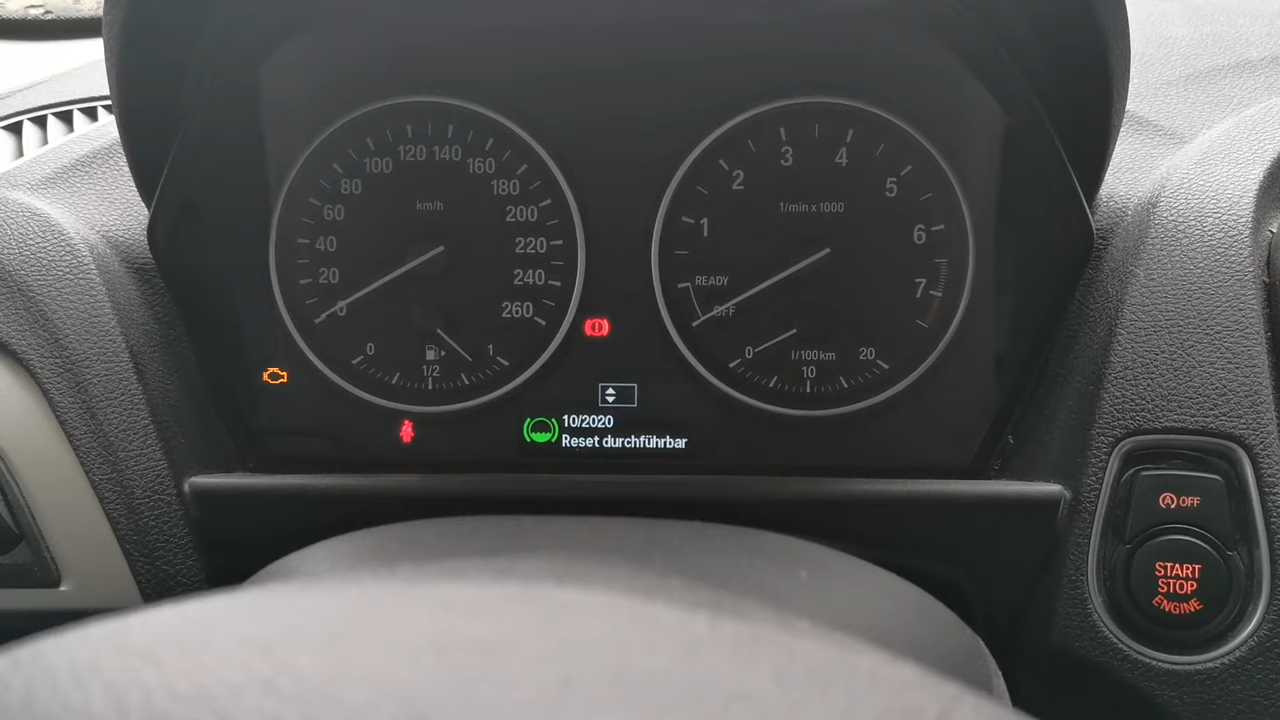 0
20
40
60
80
100
120
140
160
180
200
220
240
260
km/h
0
1/2
1
1
2
3
4
5
6
7
1/min x 1000
READY
OFF
0
10
20
l/100km
10/2020
Reset durchführbar
A OFF
START
STOP
ENGINE